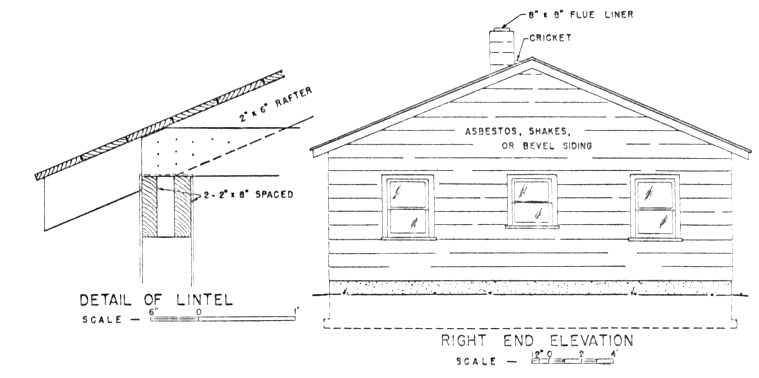 8" x 8" FLUE LINER
CRICKET
2" x 6" RAFTER
ASBESTOS, SHAKES,
OR BEVEL SIDING
2 - 2" x 8" SPACED
DETAIL OF LINTEL
SCALE — 6" 0 1'
RIGHT END ELEVATION
SCALE — 12" 0 2 4'